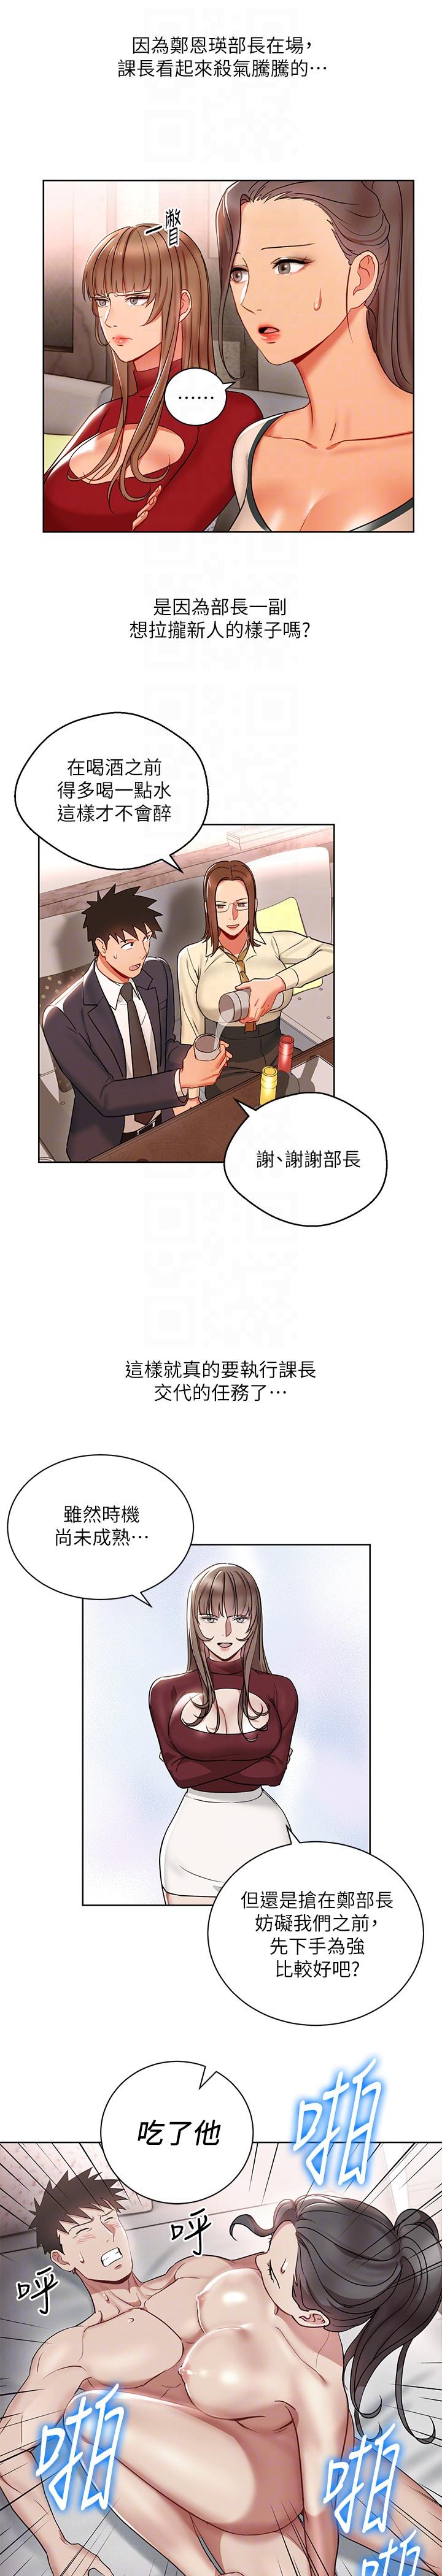 因為鄭恩瑛部長在場，
課長看起來殺氣騰騰的…
一瞥
……
是因為部長一副
想拉攏新人的樣子嗎?
在喝酒之前
得多喝一點水
這樣才不會醉
謝、謝謝部長
這樣就真的要執行課長
交代的任務了…
雖然時機
尚未成熟…
但還是搶在鄭部長
妨礙我們之前，
先下手為強
比較好吧?
吃了他
啪
呼
呼
啪
啪
啪